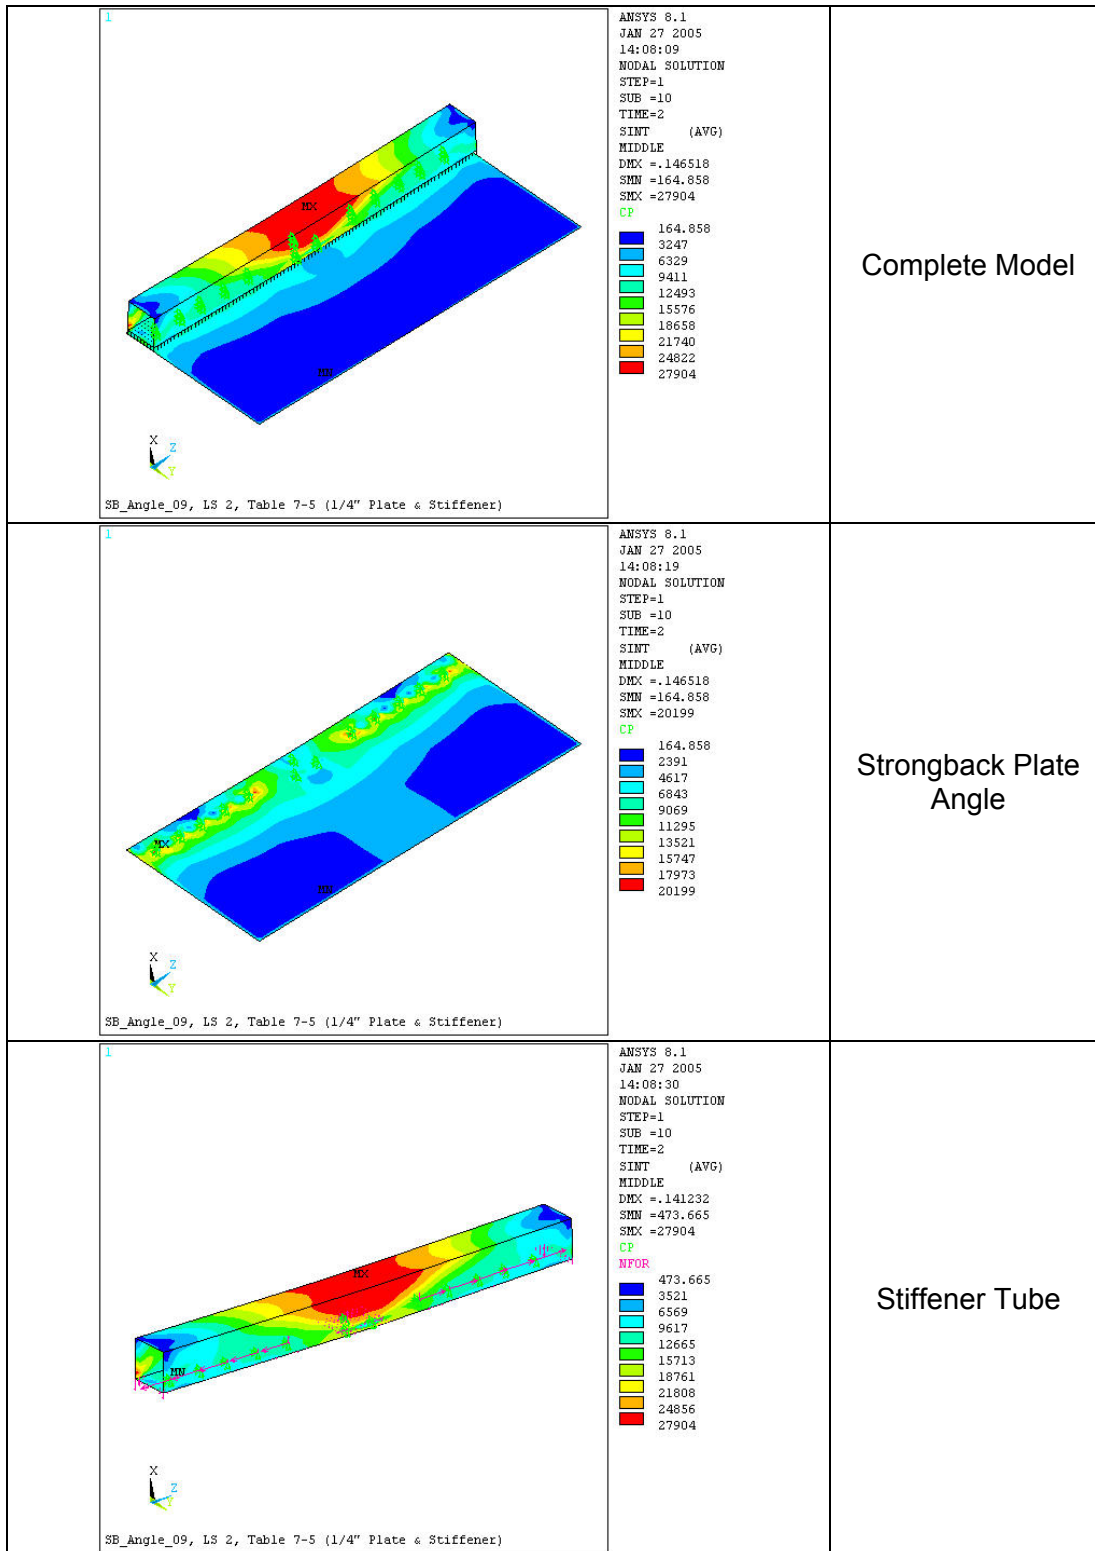 1
ANSYS 8.1
JAN 27 2005
14:08:09
NODAL SOLUTION
STEP=1
SUB =10
TIME=2
SINT (AVG)
MIDDLE
DMX =.146518
SMN =164.858
SMX =27904
CP
164.858
3247
6329
9411
12493
15576
18658
21740
24822
27904
MX
MN
X
Z
Y
SB_Angle_09, LS 2, Table 7-5 (1/4" Plate & Stiffener)
Complete Model
1
ANSYS 8.1
JAN 27 2005
14:08:19
NODAL SOLUTION
STEP=1
SUB =10
TIME=2
SINT (AVG)
MIDDLE
DMX =.146518
SMN =164.858
SMX =20199
CP
164.858
2391
4617
6843
9069
11295
13521
15747
17973
20199
MX
MN
X
Z
Y
SB_Angle_09, LS 2, Table 7-5 (1/4" Plate & Stiffener)
Strongback Plate
Angle
1
ANSYS 8.1
JAN 27 2005
14:08:30
NODAL SOLUTION
STEP=1
SUB =10
TIME=2
SINT (AVG)
MIDDLE
DMX =.141232
SMN =473.665
SMX =27904
CP
NFOR
473.665
3521
6569
9617
12665
15713
18761
21808
24856
27904
MX
MN
X
Z
Y
SB_Angle_09, LS 2, Table 7-5 (1/4" Plate & Stiffener)
Stiffener Tube